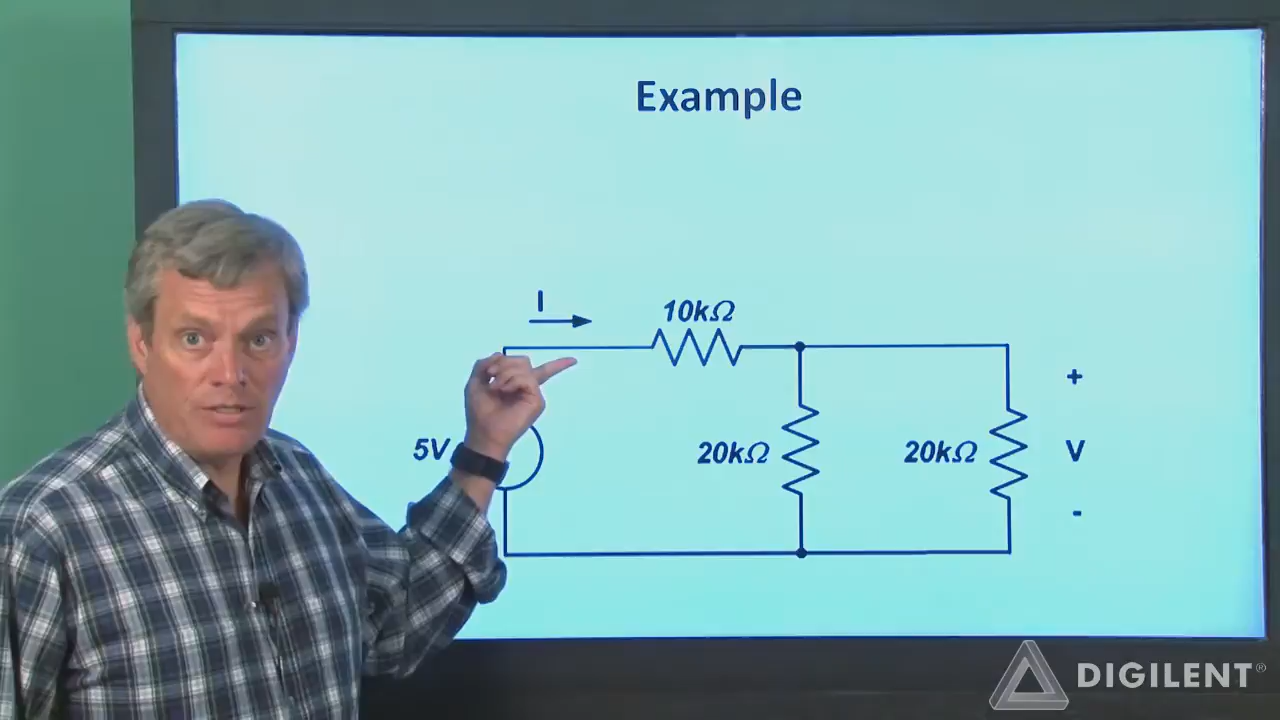 Example
I
10kΩ
5V
20kΩ
20kΩ
+
V
-
DIGILENT®